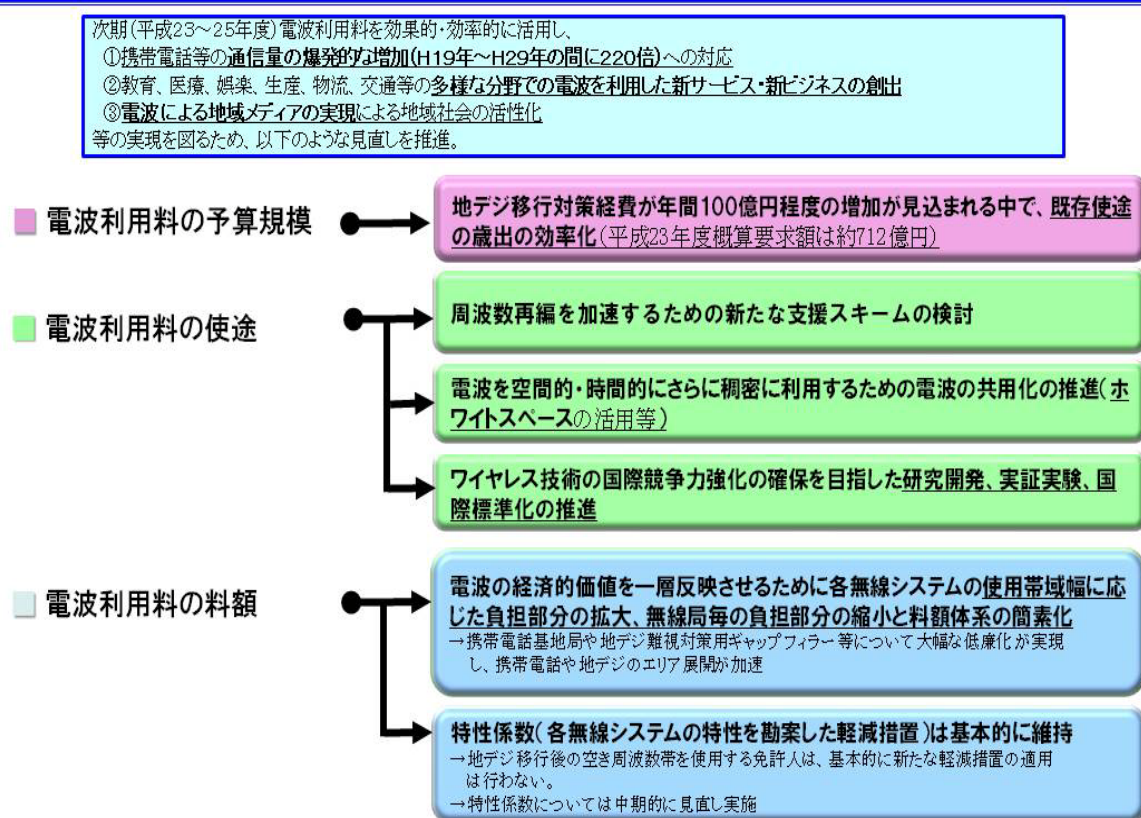 次期(平成23～25年度)電波利用料を効果的・効率的に活用し、
①携帯電話等の通信量の爆発的な増加(H19年～H29年の間に220倍)への対応
②教育、医療、娯楽、生産、物流、交通等の多様な分野での電波を利用した新サービス・新ビジネスの創出
③電波による地域メディアの実現による地域社会の活性化
等の実現を図るため、以下のような見直しを推進。
電波利用料の予算規模
地デジ移行対策経費が年間100億円程度の増加が見込まれる中で、既存使途
の歳出の効率化(平成23年度概算要求額は約712億円)
電波利用料の使途
周波数再編を加速するための新たな支援スキームの検討
電波を空間的・時間的にさらに稠密に利用するための電波の共用化の推進(ホ
ワイトスペースの活用等)
ワイヤレス技術の国際競争力強化の確保を目指した研究開発、実証実験、国
際標準化の推進
電波利用料の料額
電波の経済的価値を一層反映させるために各無線システムの使用帯域幅に応
じた負担部分の拡大、無線局毎の負担部分の縮小と料額体系の簡素化
→携帯電話基地局や地デジ難視対策用ギャップフィラー等について大幅な低廉化が実現
し、携帯電話や地デジのエリア展開が加速
特性係数(各無線システムの特性を勘案した軽減措置)は基本的に維持
→地デジ移行後の空き周波数帯を使用する免許人は、基本的に新たな軽減措置の適用
は行わない。
→特性係数については中期的に見直し実施